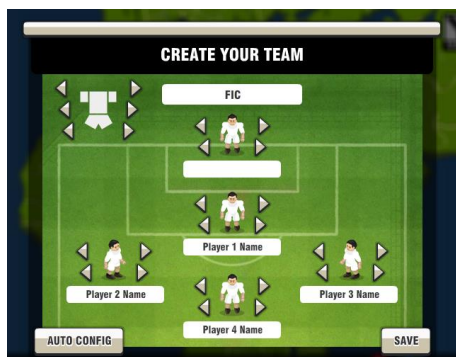 CREATE YOUR TEAM
FIC
Player 1 Name
Player 2 Name
Player 3 Name
Player 4 Name
AUTO CONFIG
SAVE